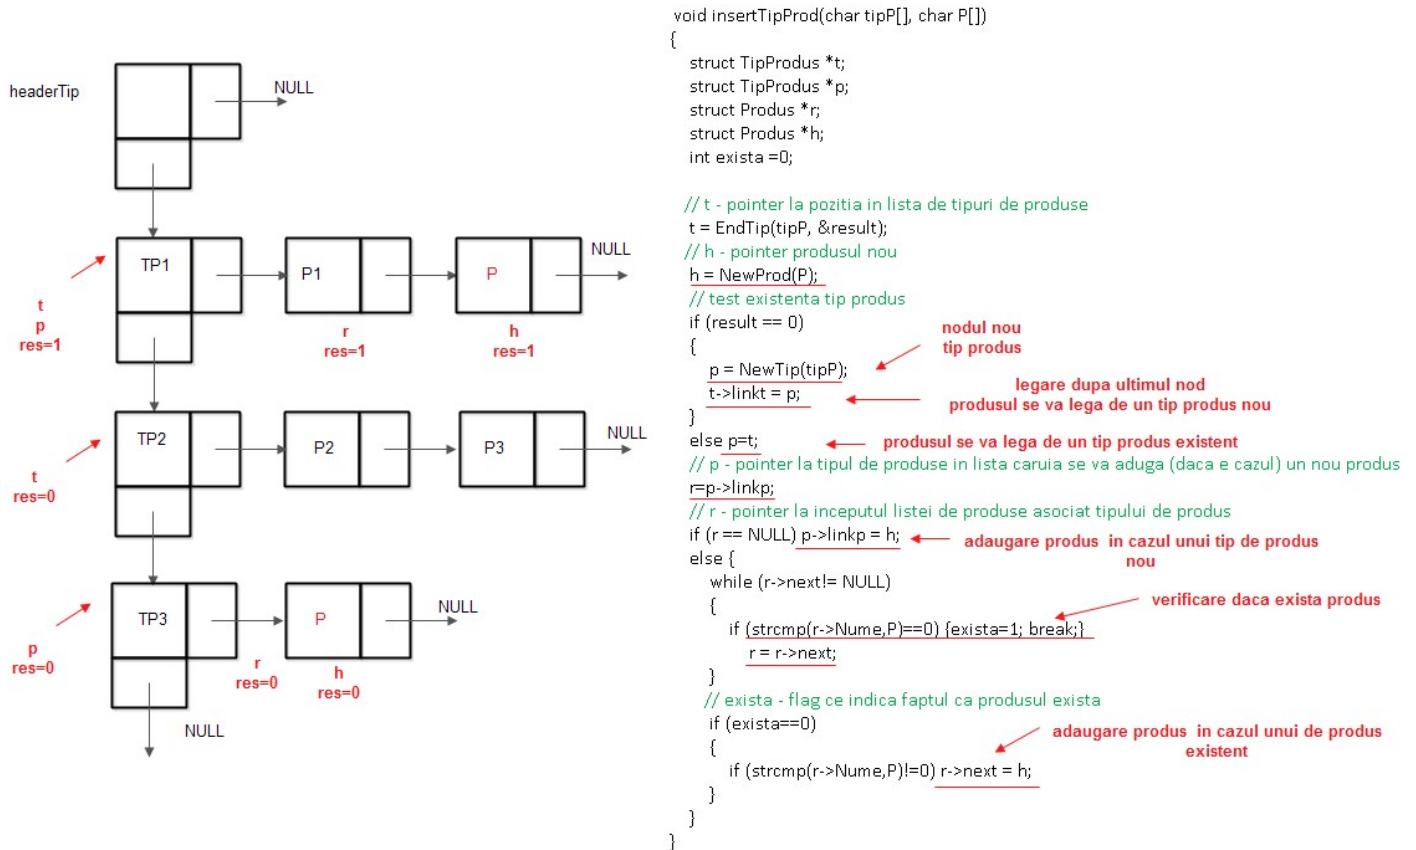 headerTip
NULL
TP1
P1
P
NULL
t
p
res=1
r
res=1
h
res=1
TP2
P2
P3
NULL
t
res=0
TP3
P
NULL
p
res=0
r
res=0
h
res=0
NULL
void insertTipProd(char tipP[], char P[])
{
struct TipProdus *t;
struct TipProdus *p;
struct Produs *r;
struct Produs *h;
int exista =0;
// t - pointer la pozitia in lista de tipuri de produse
t = EndTip(tipP, &result);
// h - pointer produsul nou
h = NewProd(P);
// test existenta tip produs
if (result == 0)
{
nodul nou
tip produs
p = NewTip(tipP);
t->linkt = p;
legare dupa ultimul nod
produsul se va lega de un tip produs nou
}
else p=t;
produsul se va lega de un tip produs existent
// p - pointer la tipul de produse in lista caruia se va aduga (daca e cazul) un nou produs
r=p->linkp;
// r - pointer la inceputul listei de produse asociat tipului de produs
if (r == NULL) p->linkp = h;
adaugare produs in cazul unui tip de produs
nou
else {
while (r->next!= NULL)
{
verificare daca exista produs
if (strcmp(r->Nume,P)==0) {exista=1; break;}
r = r->next;
}
// exista - flag ce indica faptul ca produsul exista
if (exista==0)
{
adaugare produs in cazul unui de produs
existent
if (strcmp(r->Nume,P)!=0) r->next = h;
}
}
}